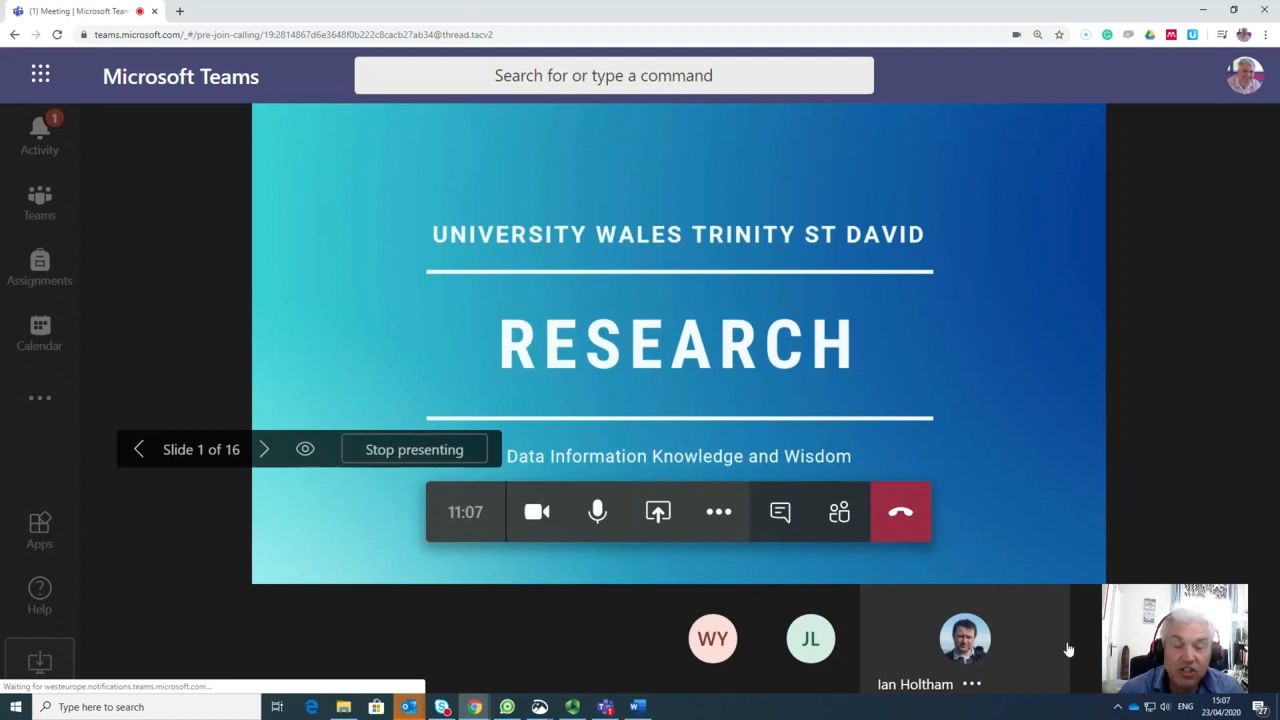 (1) Meeting | Microsoft Team
teams.microsoft.com/_#/pre-join-calling/19:2814867d6e3648f0b222c8cacb27ab34@thread.tacv2
Microsoft Teams
Search for or type a command
1
Activity
Teams
Assignments
Calendar
Apps
Help
UNIVERSITY WALES TRINITY ST DAVID
RESEARCH
Data Information Knowledge and Wisdom
Slide 1 of 16
Stop presenting
11:07
WY
JL
Ian Holtham
Waiting for westeurope.notifications.teams.microsoft.com...
Type here to search
ENG
15:07
23/04/2020
27